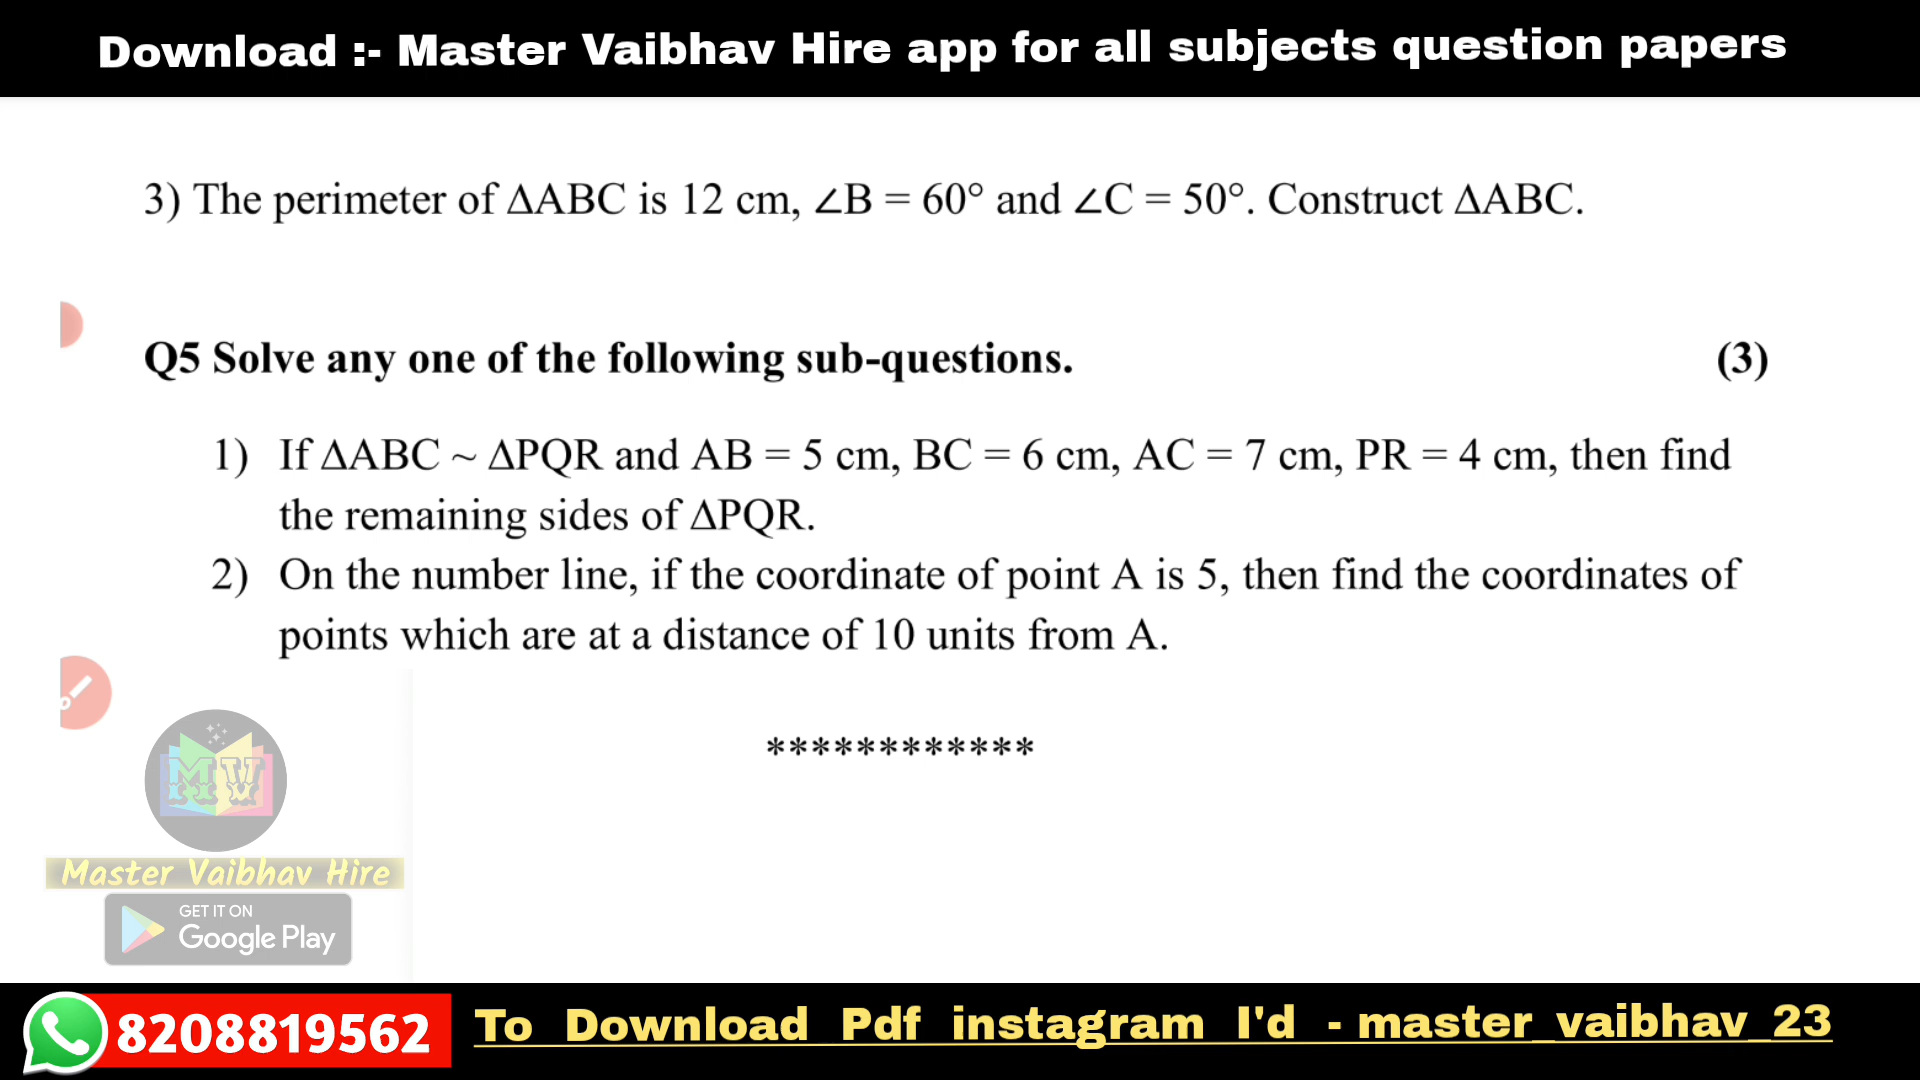 Download :- Master Vaibhav Hire app for all subjects question papers
3) The perimeter of ΔABC is 12 cm, ∠B = 60° and ∠C = 50°. Construct ΔABC.
Q5 Solve any one of the following sub-questions. (3)
1) If ΔABC ~ ΔPQR and AB = 5 cm, BC = 6 cm, AC = 7 cm, PR = 4 cm, then find
the remaining sides of ΔPQR.
2) On the number line, if the coordinate of point A is 5, then find the coordinates of
points which are at a distance of 10 units from A.
************
MV
Master Vaibhav Hire
GET IT ON
Google Play
8208819562 To Download Pdf instagram I'd - master_vaibhav_23